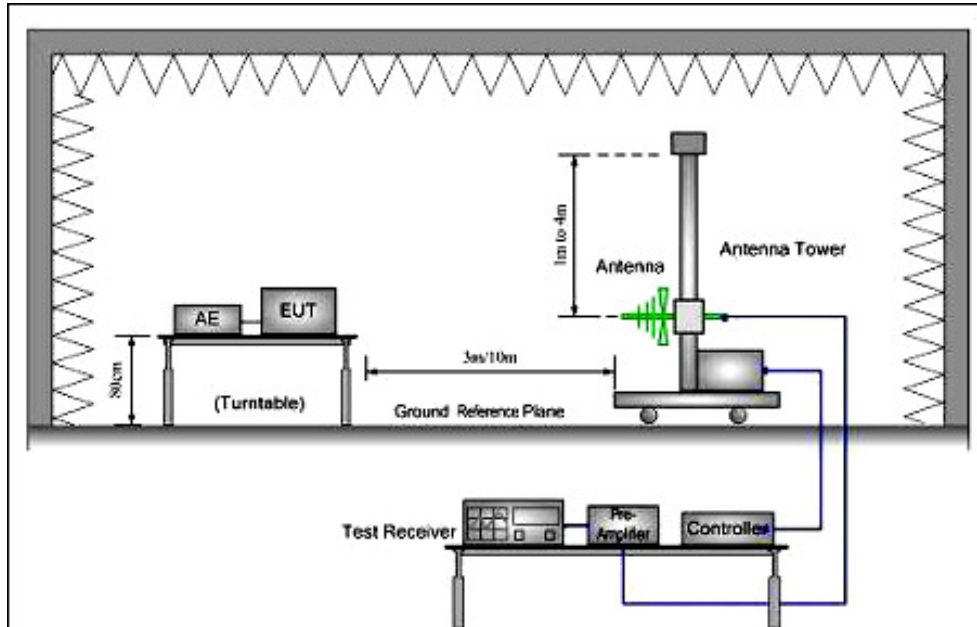 1m to 4m
Antenna
Antenna Tower
AE
EUT
80cm
3m/10m
(Turntable)
Ground Reference Plane
Test Receiver
Pre-
Amplifier
Controller